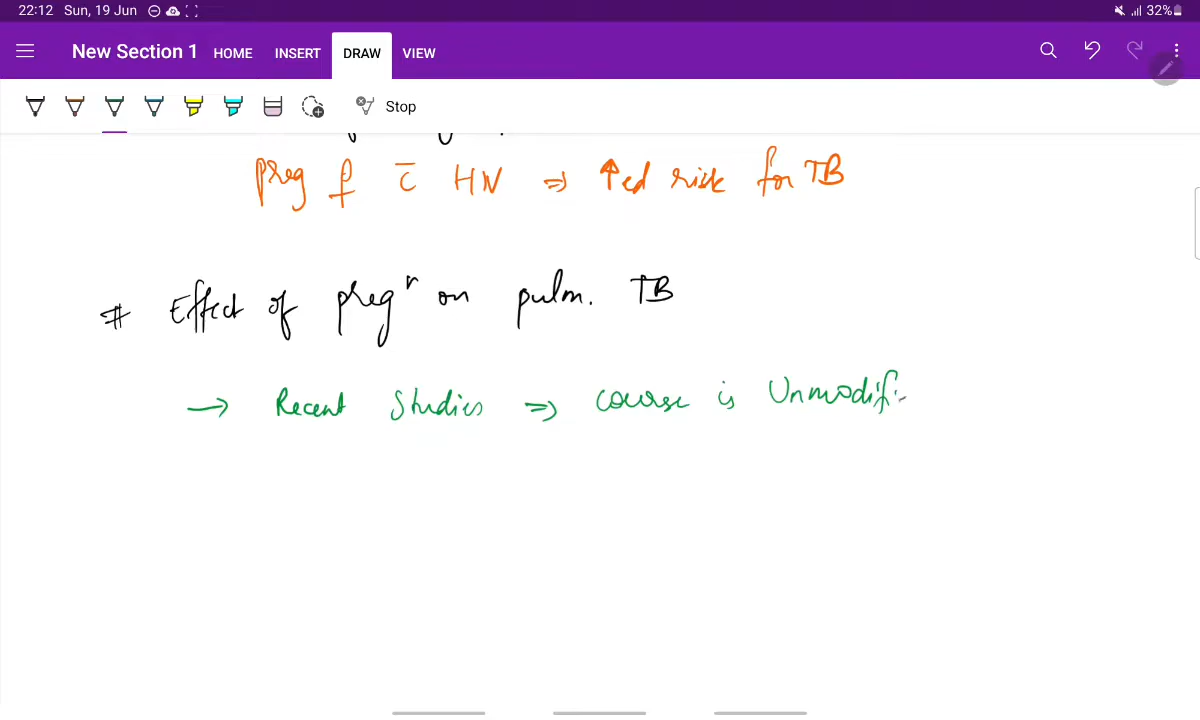 22:12 Sun, 19 Jun 32%
New Section 1 HOME INSERT DRAW VIEW
Stop
Preg f c̄ HIV ⇒ ↑ed risk for TB
# Effect of pregⁿ on pulm. TB
→ Recent Studies ⇒ course is Unmodifi